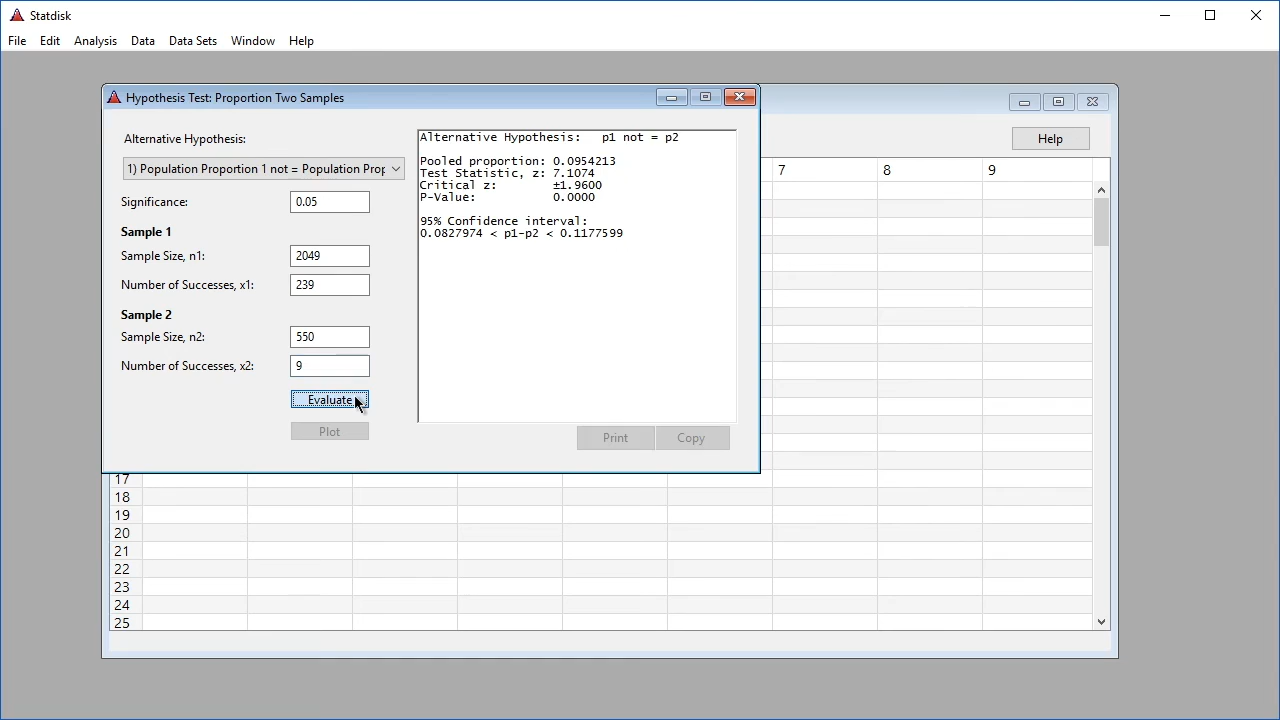 Statdisk
File Edit Analysis Data Data Sets Window Help
Hypothesis Test: Proportion Two Samples
Help
Alternative Hypothesis:
1) Population Proportion 1 not = Population Prop
Significance: 0.05
Sample 1
Sample Size, n1: 2049
Number of Successes, x1: 239
Sample 2
Sample Size, n2: 550
Number of Successes, x2: 9
Evaluate
Plot
Alternative Hypothesis: p1 not = p2
Pooled proportion: 0.0954213
Test Statistic, z: 7.1074
Critical z: ±1.9600
P-Value: 0.0000
95% Confidence interval:
0.0827974 < p1-p2 < 0.1177599
Print Copy
7 8 9
17
18
19
20
21
22
23
24
25